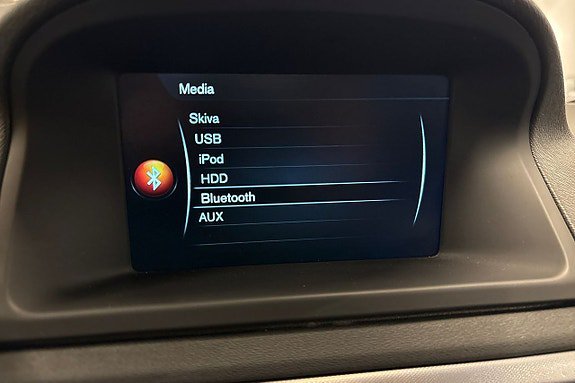 Media
Skiva
USB
iPod
HDD
Bluetooth
AUX